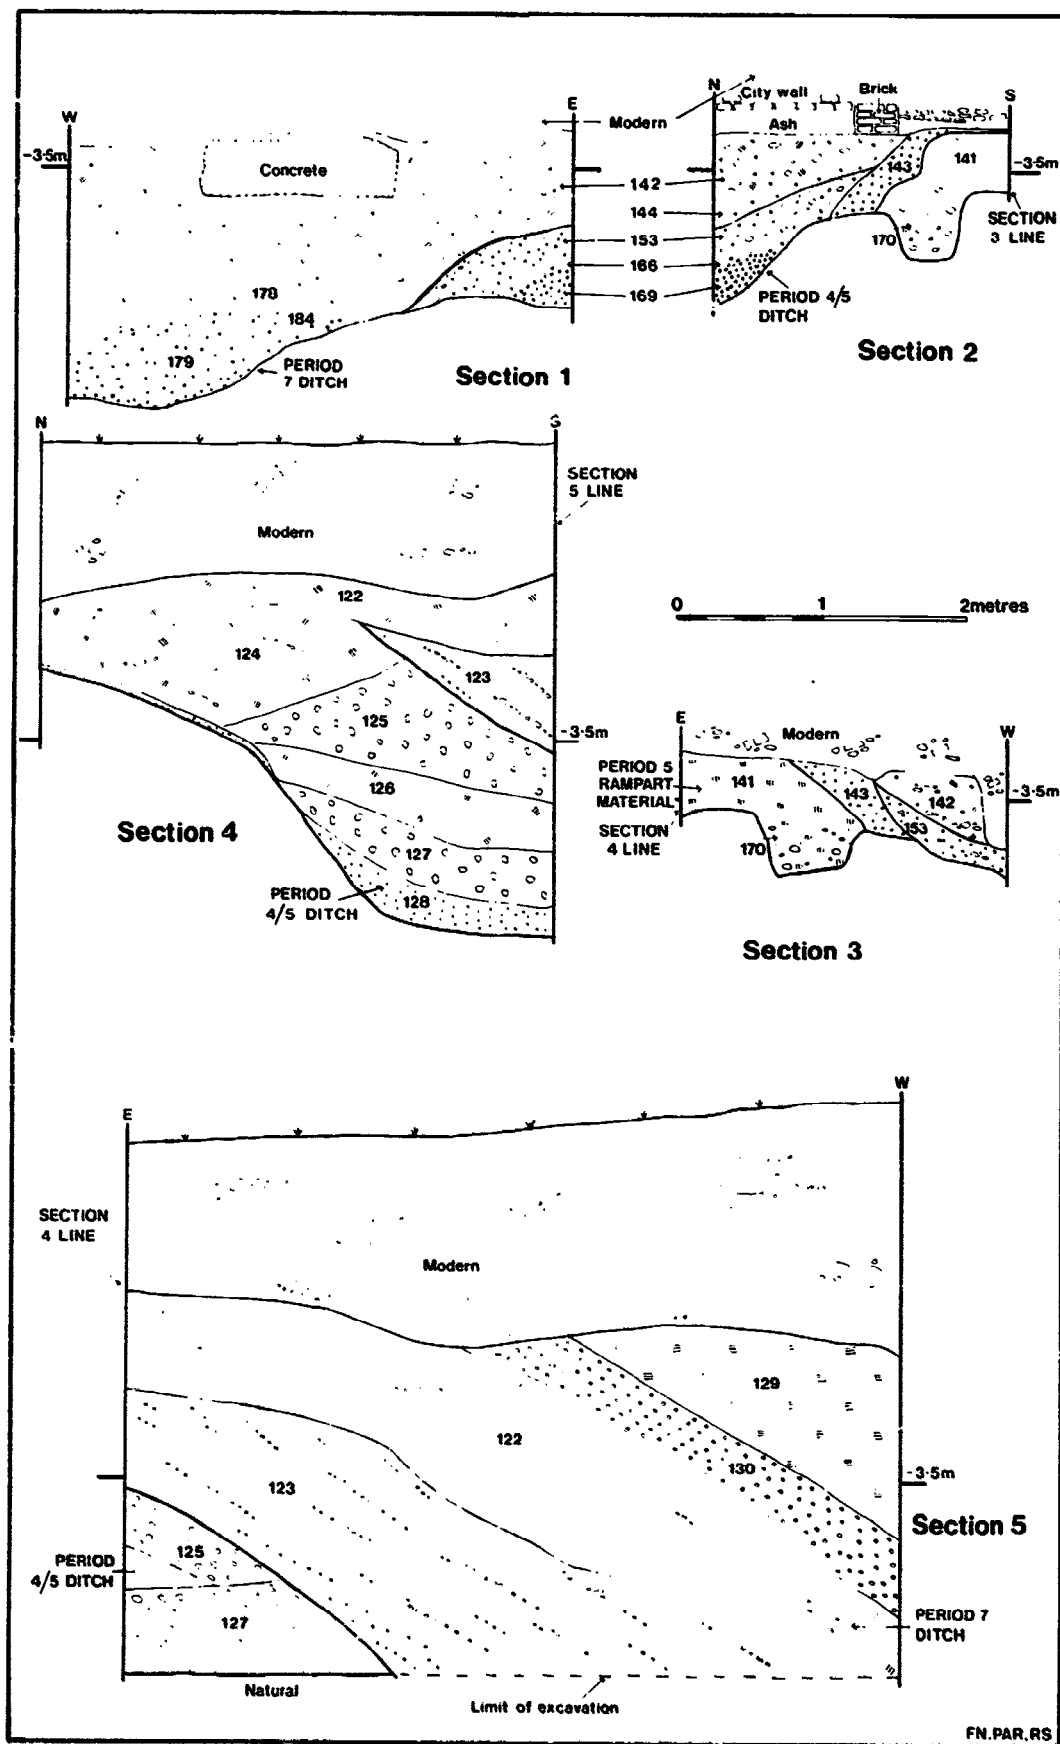 W
E
Modern
-3·5m
Concrete
142
144
153
166
169
178
184
179
PERIOD
7 DITCH
Section 1
N
City wall
Brick
S
Ash
143
141
-3·5m
170
SECTION
3 LINE
PERIOD 4/5
DITCH
Section 2
N
S
SECTION
5 LINE
Modern
122
124
123
125
-3·5m
126
127
128
Section 4
PERIOD
4/5 DITCH
0 1 2metres
E
W
Modern
PERIOD 5
RAMPART
MATERIAL
141
143
142
-3·5m
153
170
SECTION
4 LINE
Section 3
E
W
SECTION
4 LINE
Modern
129
122
130
-3·5m
123
Section 5
125
PERIOD
4/5 DITCH
127
PERIOD 7
DITCH
Natural
Limit of excavation
FN.PAR.RS